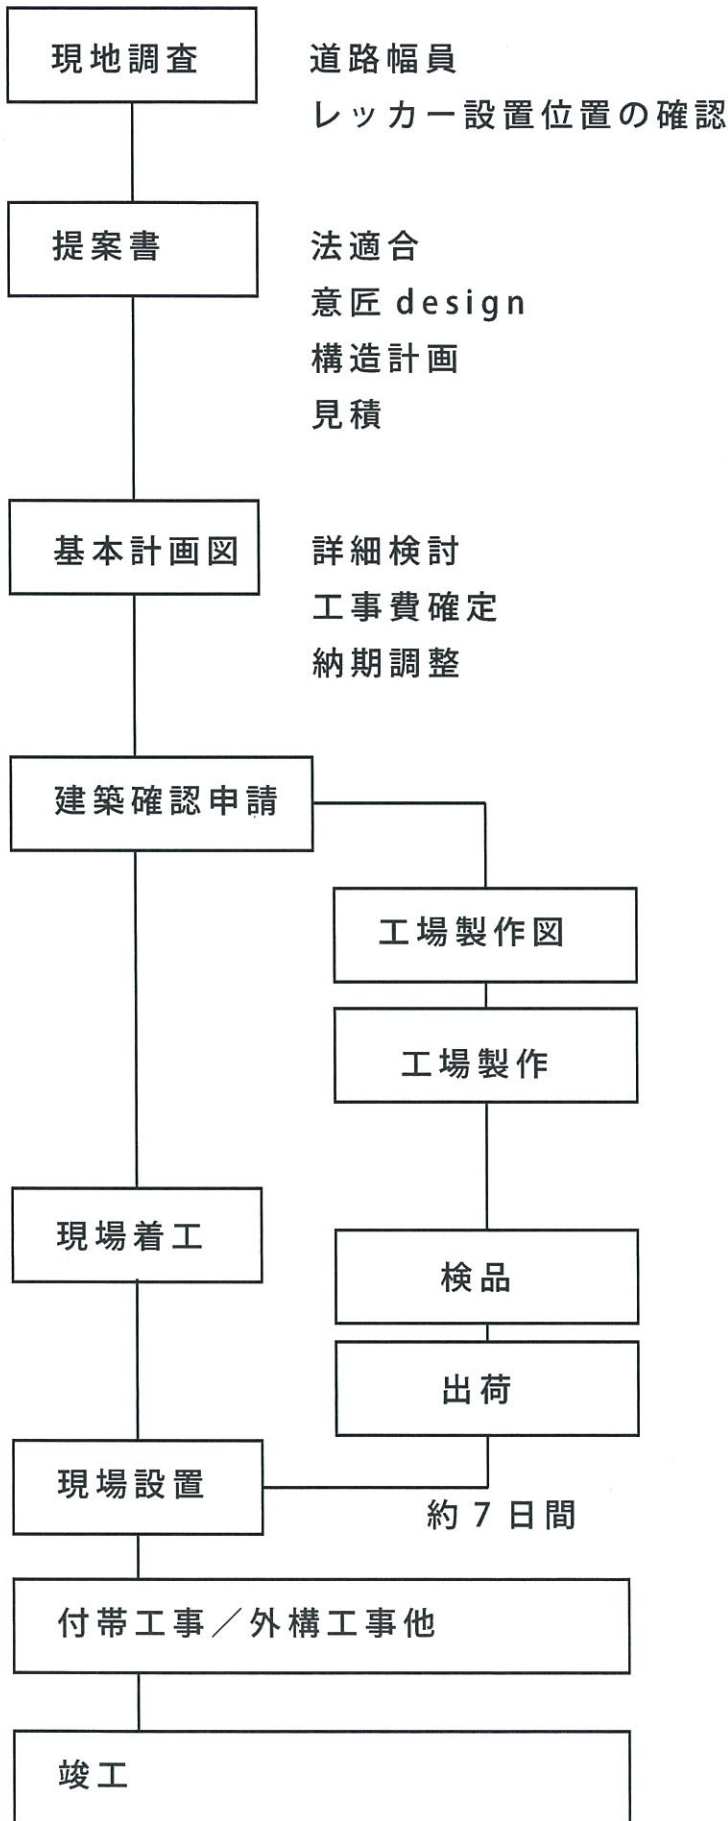 現地調査
道路幅員
レッカー設置位置の確認
提案書
法適合
意匠 design
構造計画
見積
基本計画図
詳細検討
工事費確定
納期調整
建築確認申請
工場製作図
工場製作
現場着工
検品
出荷
現場設置
約7日間
付帯工事／外構工事他
竣工